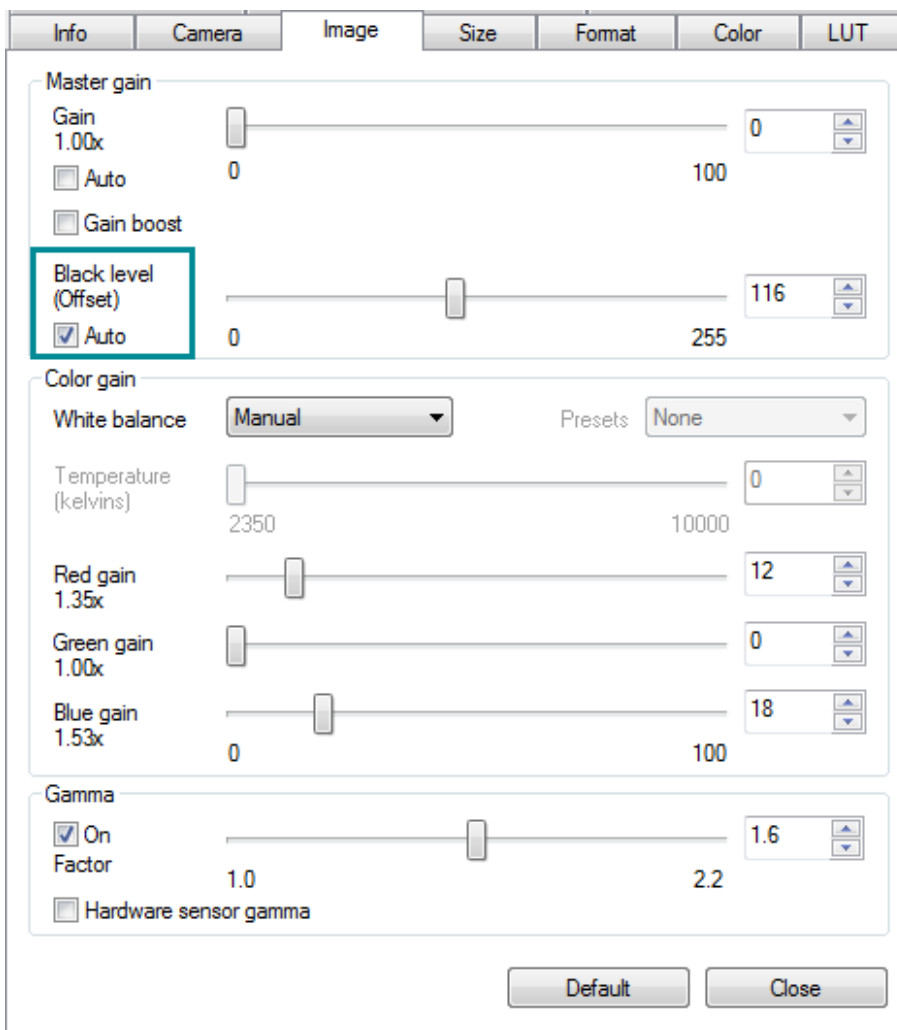 Info Camera Image Size Format Color LUT
Master gain
Gain
1.00x
0
Auto
0 100
Gain boost
Black level
(Offset)
116
Auto
0 255
Color gain
White balance Manual Presets None
Temperature
(kelvins)
0
2350 10000
Red gain
1.35x
12
Green gain
1.00x
0
Blue gain
1.53x
18
0 100
Gamma
On
1.6
Factor
1.0 2.2
Hardware sensor gamma
Default Close